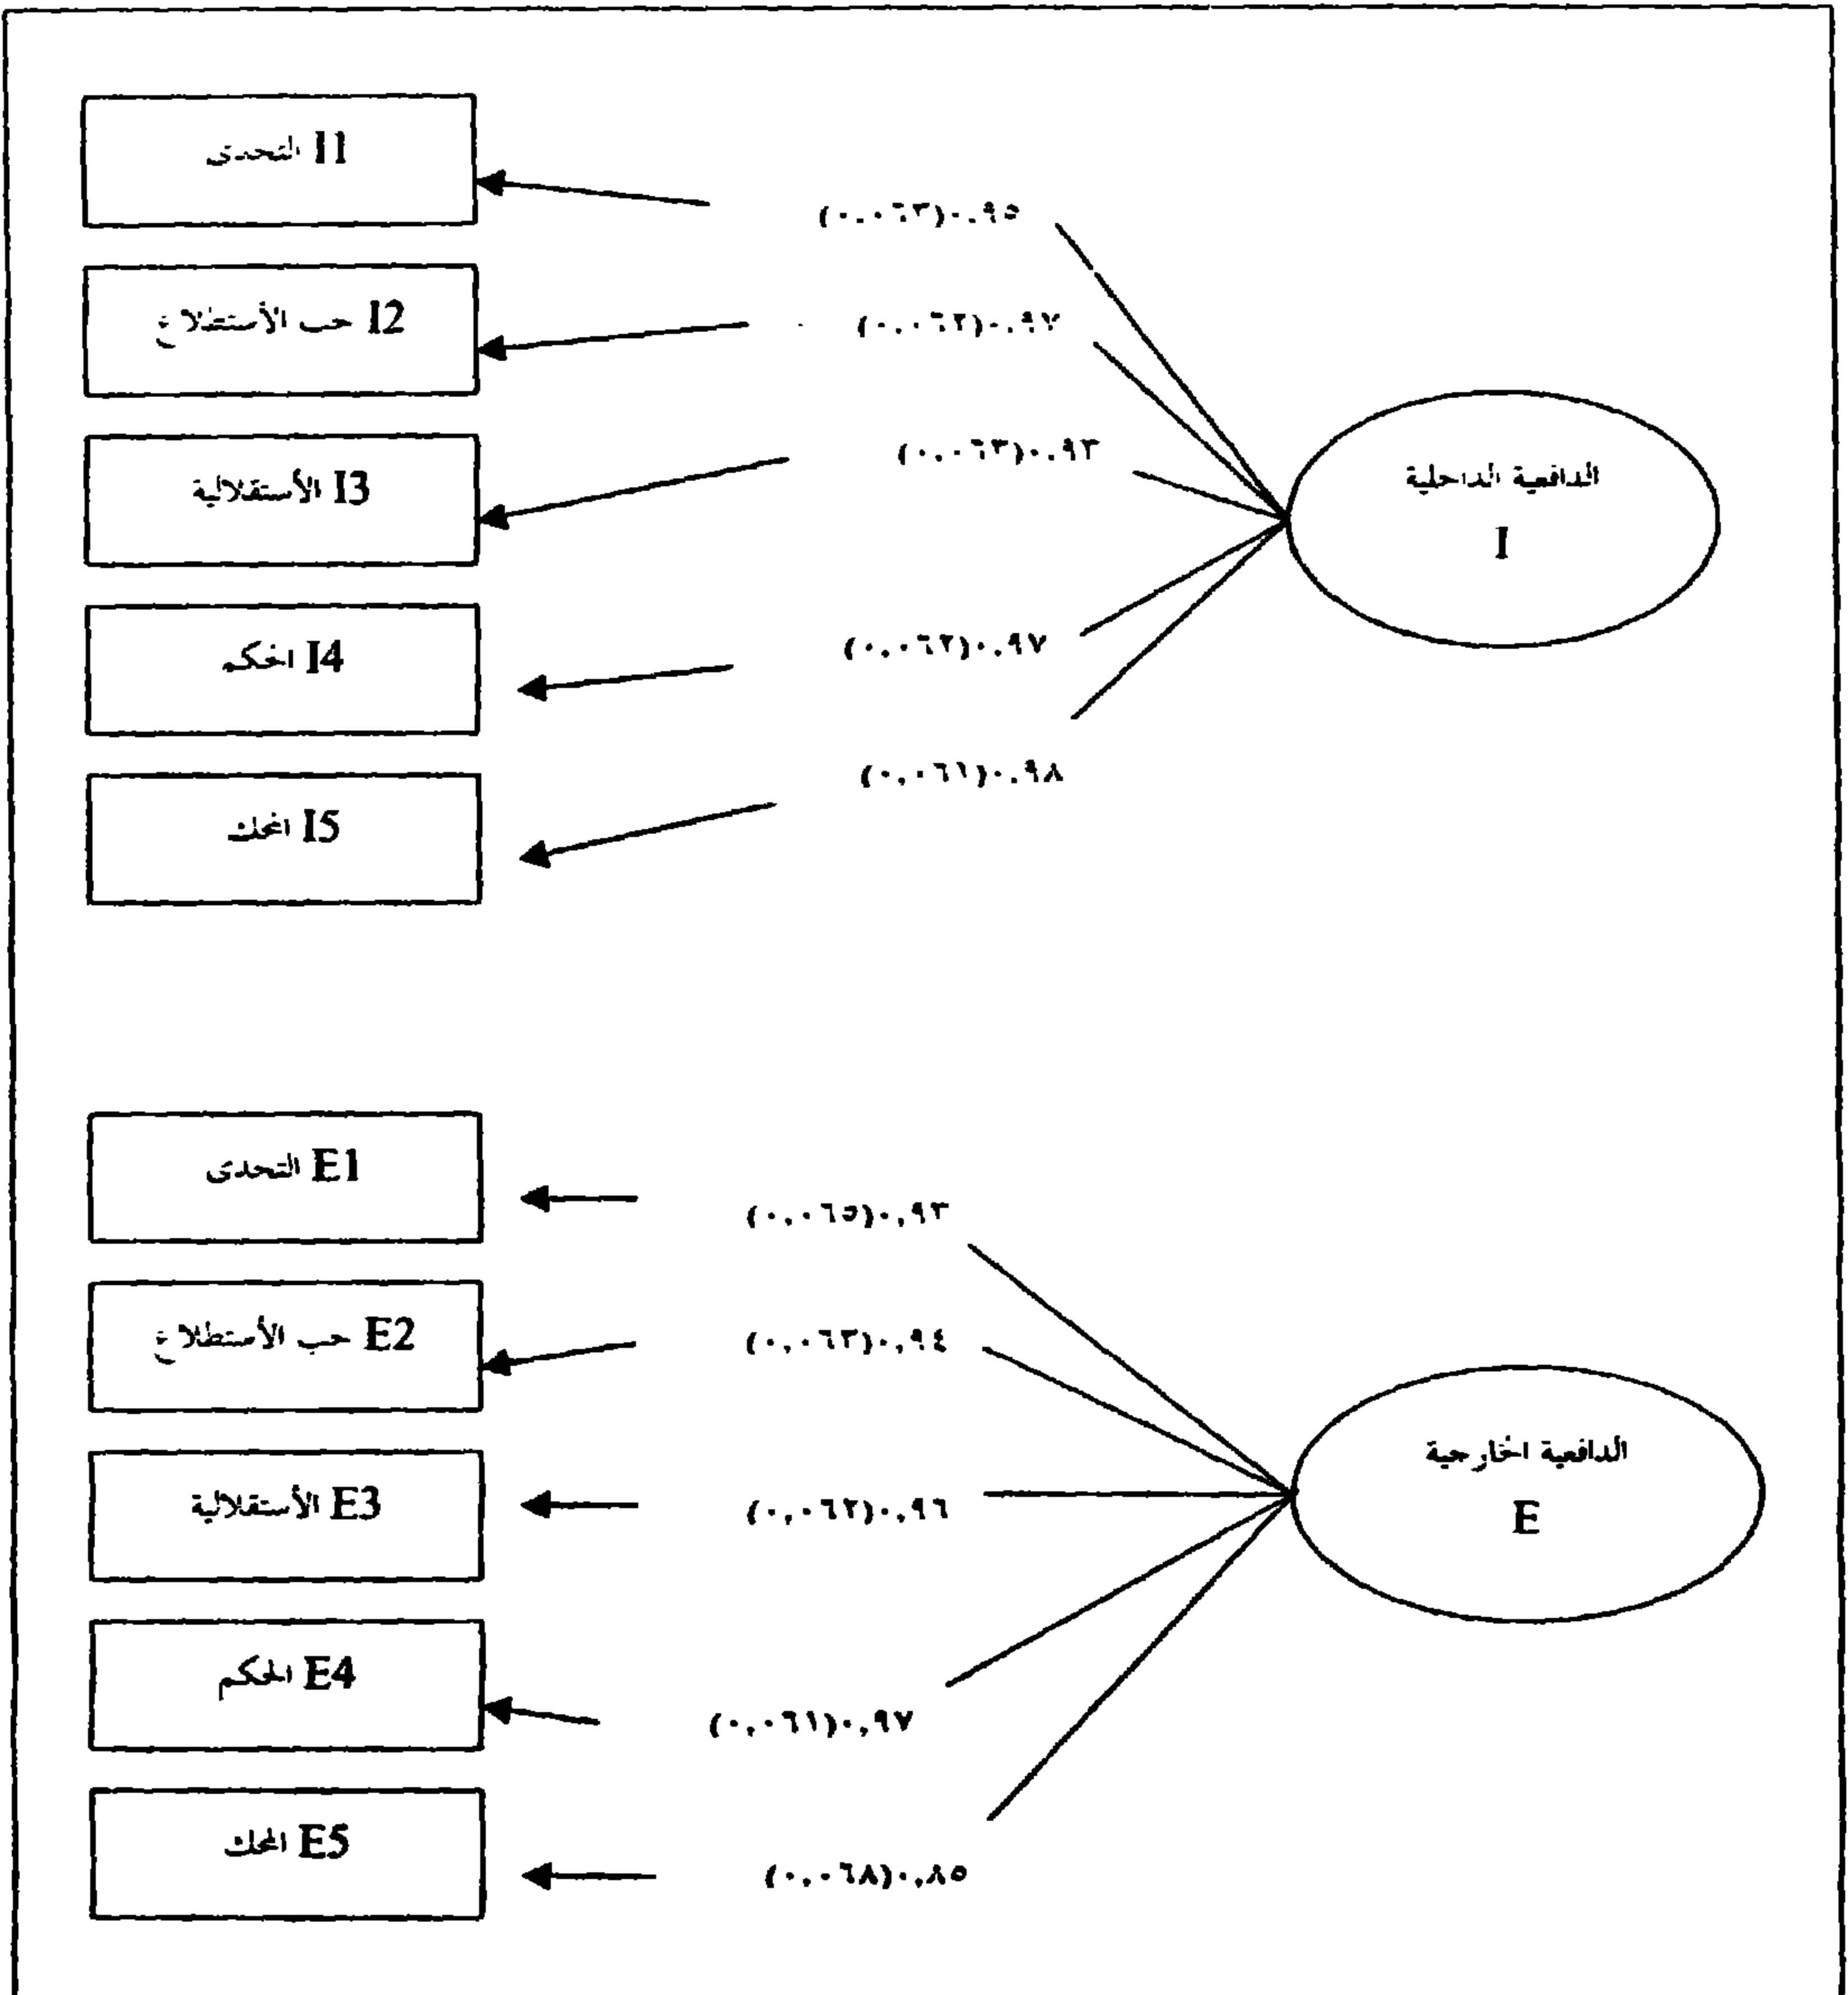 I1 التحدى
(٠,٠٦٣)٠,٩٥
I2 حب الأستطلاع
(٠,٠٦٢)٠,٩٧
I3 الأستقلالية
(٠,٠٦٣)٠,٩٣
الدافعية الداخلية
I
I4 الحكم
(٠,٠٦٢)٠,٩٧
I5 المحك
(٠,٠٦١)٠,٩٨
E1 التحدى
(٠,٠٦٥)٠,٩٣
E2 حب الأستطلاع
(٠,٠٦٣)٠,٩٤
E3 الأستقلالية
(٠,٠٦٢)٠,٩٦
الدافعية الخارجية
E
E4 الحكم
(٠,٠٦١)٠,٩٧
E5 المحك
(٠,٠٦٨)٠,٨٥